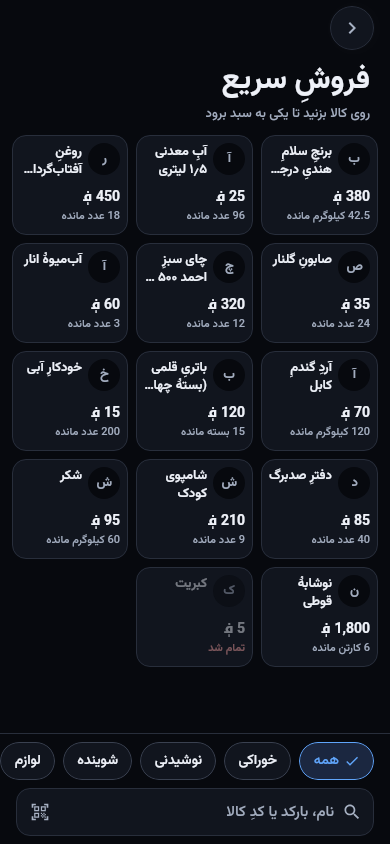 فروشِ سریع
روی کالا بزنید تا یکی به سبد برود
ب
برنجِ سلامِ
هندیِ درج...
380 ؋
42.5 کیلوگرم مانده
آ
آبِ معدنی
۱٫۵ لیتری
25 ؋
96 عدد مانده
ر
روغنِ
آفتاب‌گردا...
450 ؋
18 عدد مانده
ص
صابونِ گلنار
35 ؋
24 عدد مانده
چ
چای سبزِ
احمد ۵۰۰ ...
320 ؋
12 عدد مانده
آ
آب‌میوهٔ انار
60 ؋
3 عدد مانده
آ
آردِ گندمِ
کابل
70 ؋
120 کیلوگرم مانده
ب
باتریِ قلمی
(بستهٔ چها...
120 ؋
15 بسته مانده
خ
خودکارِ آبی
15 ؋
200 عدد مانده
د
دفترِ صدبرگ
85 ؋
40 عدد مانده
ش
شامپوی
کودک
210 ؋
9 عدد مانده
ش
شکر
95 ؋
60 کیلوگرم مانده
ن
نوشابهٔ
قوطی
1,800 ؋
6 کارتن مانده
ک
کبریت
5 ؋
تمام شد
همه
خوراکی
نوشیدنی
شوینده
لوازم
نام، بارکد یا کدِ کالا